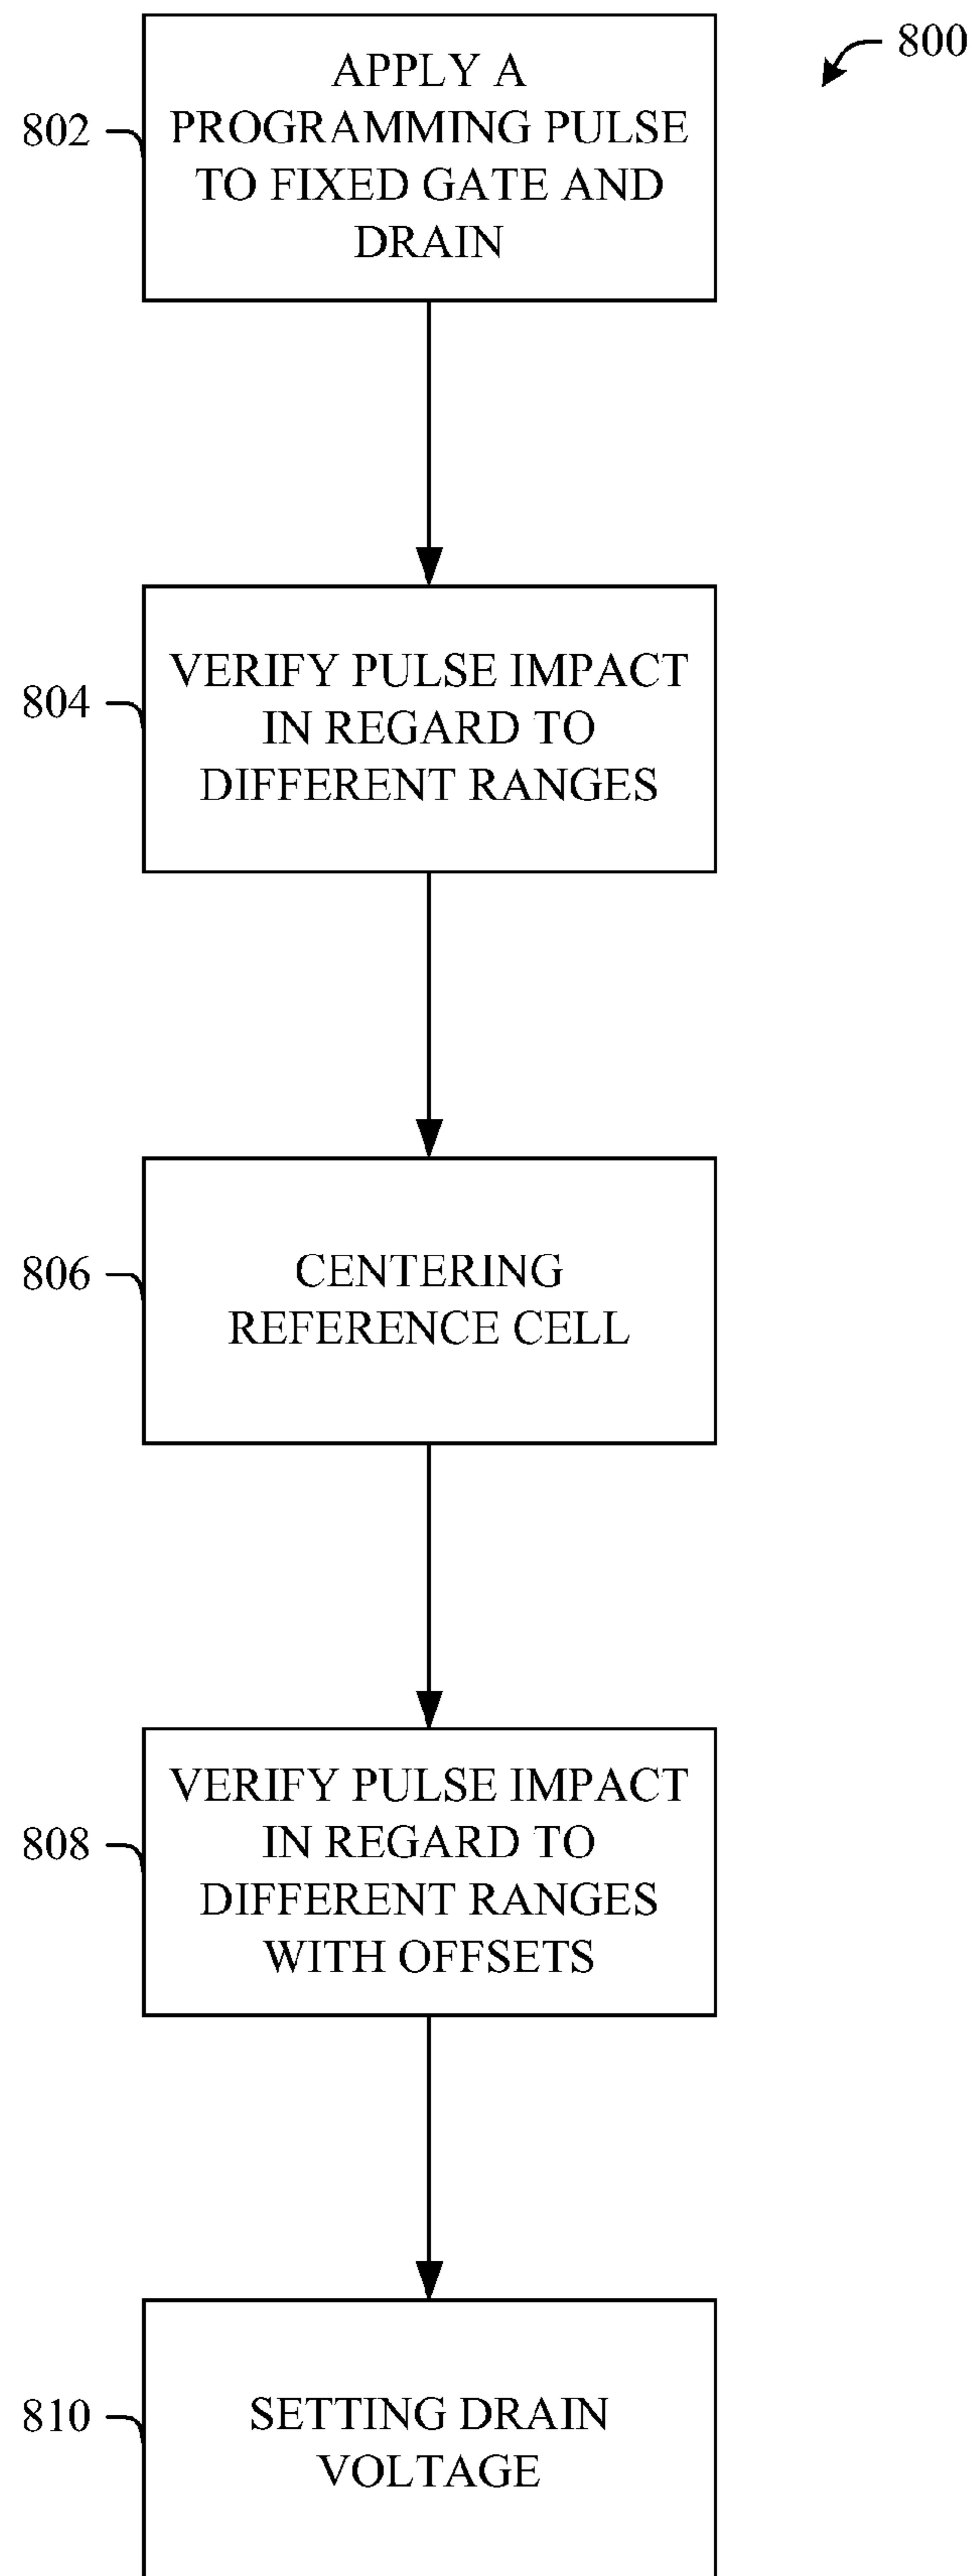 800
802
APPLY A
PROGRAMMING PULSE
TO FIXED GATE AND
DRAIN
804
VERIFY PULSE IMPACT
IN REGARD TO
DIFFERENT RANGES
806
CENTERING
REFERENCE CELL
808
VERIFY PULSE IMPACT
IN REGARD TO
DIFFERENT RANGES
WITH OFFSETS
810
SETTING DRAIN
VOLTAGE